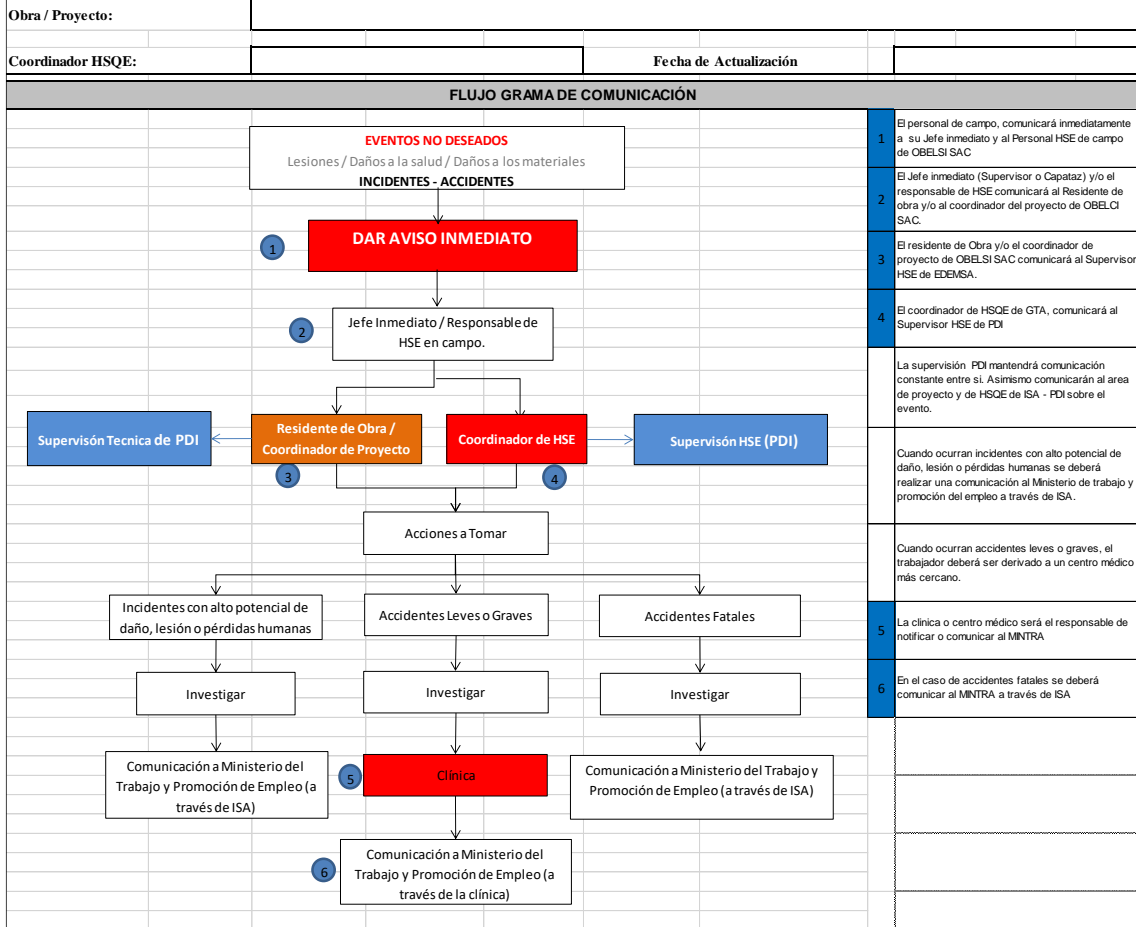 Obra / Proyecto:
Coordinador HSQE:
Fecha de Actualización
FLUJO GRAMA DE COMUNICACIÓN
EVENTOS NO DESEADOS
Lesiones / Daños a la salud / Daños a los materiales
INCIDENTES - ACCIDENTES
1
DAR AVISO INMEDIATO
2
Jefe Inmediato / Responsable de
HSE en campo.
Supervisón Tecnica de PDI
Residente de Obra /
Coordinador de Proyecto
Coordinador de HSE
Supervisón HSE (PDI)
3
4
Acciones a Tomar
Incidentes con alto potencial de
daño, lesión o pérdidas humanas
Accidentes Leves o Graves
Accidentes Fatales
Investigar
Investigar
Investigar
Comunicación a Ministerio del
Trabajo y Promoción de Empleo (a
través de ISA)
5
Clínica
Comunicación a Ministerio del Trabajo y
Promoción de Empleo (a través de ISA)
6
Comunicación a Ministerio del
Trabajo y Promoción de Empleo (a
través de la clínica)
1
El personal de campo, comunicará inmediatamente
a su Jefe inmediato y al Personal HSE de campo
de OBELSI SAC
2
El Jefe inmediato (Supervisor o Capataz) y/o el
responsable de HSE comunicará al Residente de
obra y/o al coordinador del proyecto de OBELCI
SAC.
3
El residente de Obra y/o el coordinador de
proyecto de OBELSI SAC comunicará al Supervisor
HSE de EDEMSA.
4
El coordinador de HSQE de GTA, comunicará al
Supervisor HSE de PDI
La supervisión PDI mantendrá comunicación
constante entre si. Asimismo comunicarán al area
de proyecto y de HSQE de ISA - PDI sobre el
evento.
Cuando ocurran incidentes con alto potencial de
daño, lesión o pérdidas humanas se deberá
realizar una comunicación al Ministerio de trabajo y
promoción del empleo a través de ISA.
Cuando ocurran accidentes leves o graves, el
trabajador deberá ser derivado a un centro médico
más cercano.
5
La clinica o centro médico será el responsable de
notificar o comunicar al MINTRA
6
En el caso de accidentes fatales se deberá
comunicar al MINTRA a través de ISA